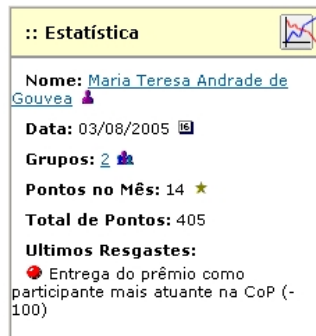 :: Estatística
Nome: Maria Teresa Andrade de
Gouvea
Data: 03/08/2005
Grupos: 2
Pontos no Mês: 14
Total de Pontos: 405
Ultimos Resgastes:
Entrega do prêmio como
participante mais atuante na CoP (-
100)